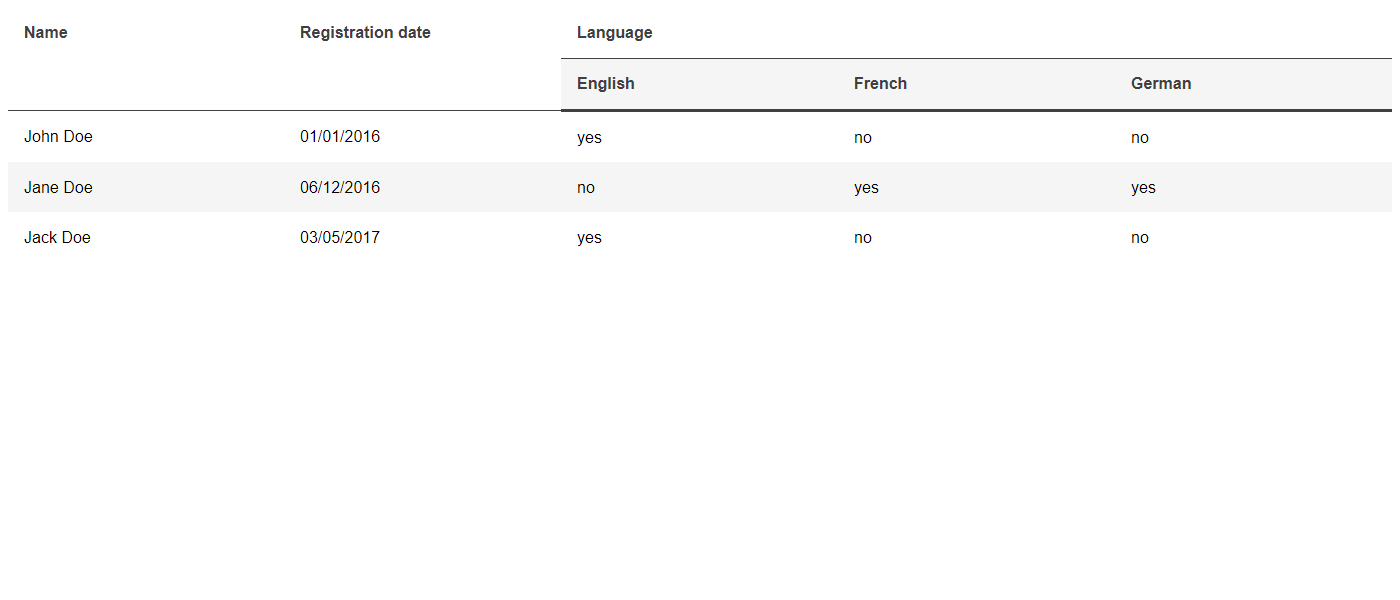 Name Registration date Language
English French German
John Doe 01/01/2016 yes no no
Jane Doe 06/12/2016 no yes yes
Jack Doe 03/05/2017 yes no no